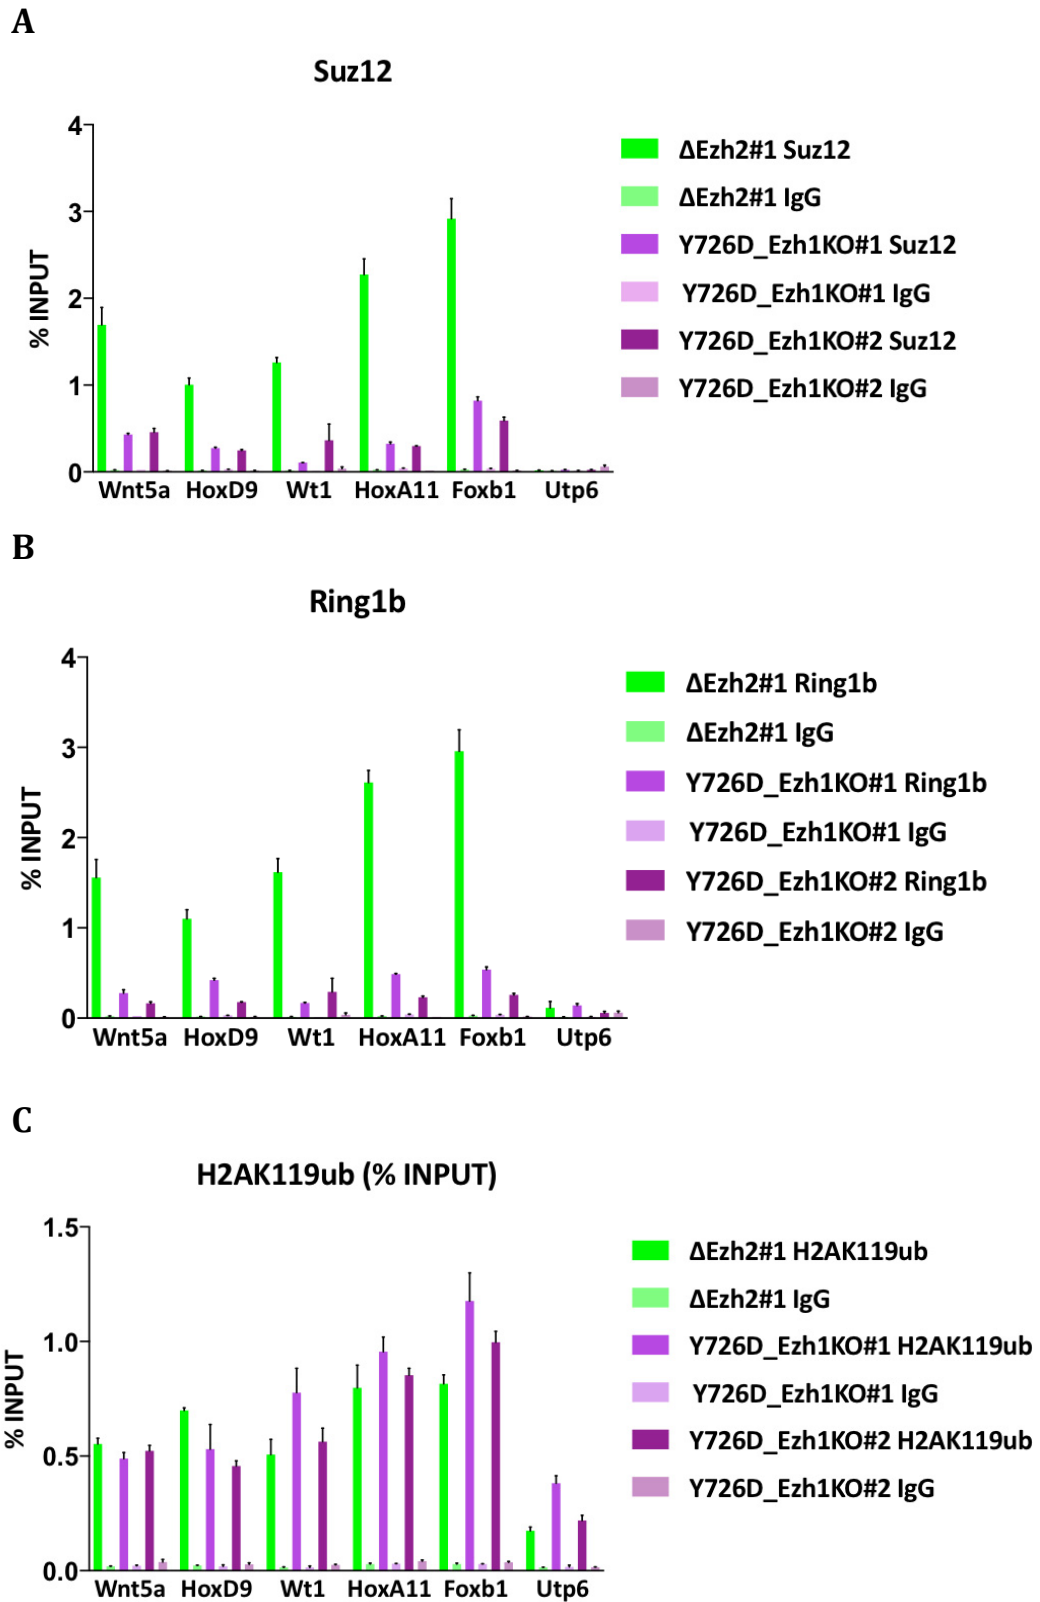 A
Suz12
4
3
2
1
0
% INPUT
Wnt5a HoxD9 Wt1 HoxA11 Foxb1 Utp6
ΔEzh2#1 Suz12
ΔEzh2#1 IgG
Y726D_Ezh1KO#1 Suz12
Y726D_Ezh1KO#1 IgG
Y726D_Ezh1KO#2 Suz12
Y726D_Ezh1KO#2 IgG
B
Ring1b
4
3
2
1
0
% INPUT
Wnt5a HoxD9 Wt1 HoxA11 Foxb1 Utp6
ΔEzh2#1 Ring1b
ΔEzh2#1 IgG
Y726D_Ezh1KO#1 Ring1b
Y726D_Ezh1KO#1 IgG
Y726D_Ezh1KO#2 Ring1b
Y726D_Ezh1KO#2 IgG
C
H2AK119ub (% INPUT)
1.5
1.0
0.5
0.0
% INPUT
Wnt5a HoxD9 Wt1 HoxA11 Foxb1 Utp6
ΔEzh2#1 H2AK119ub
ΔEzh2#1 IgG
Y726D_Ezh1KO#1 H2AK119ub
Y726D_Ezh1KO#1 IgG
Y726D_Ezh1KO#2 H2AK119ub
Y726D_Ezh1KO#2 IgG